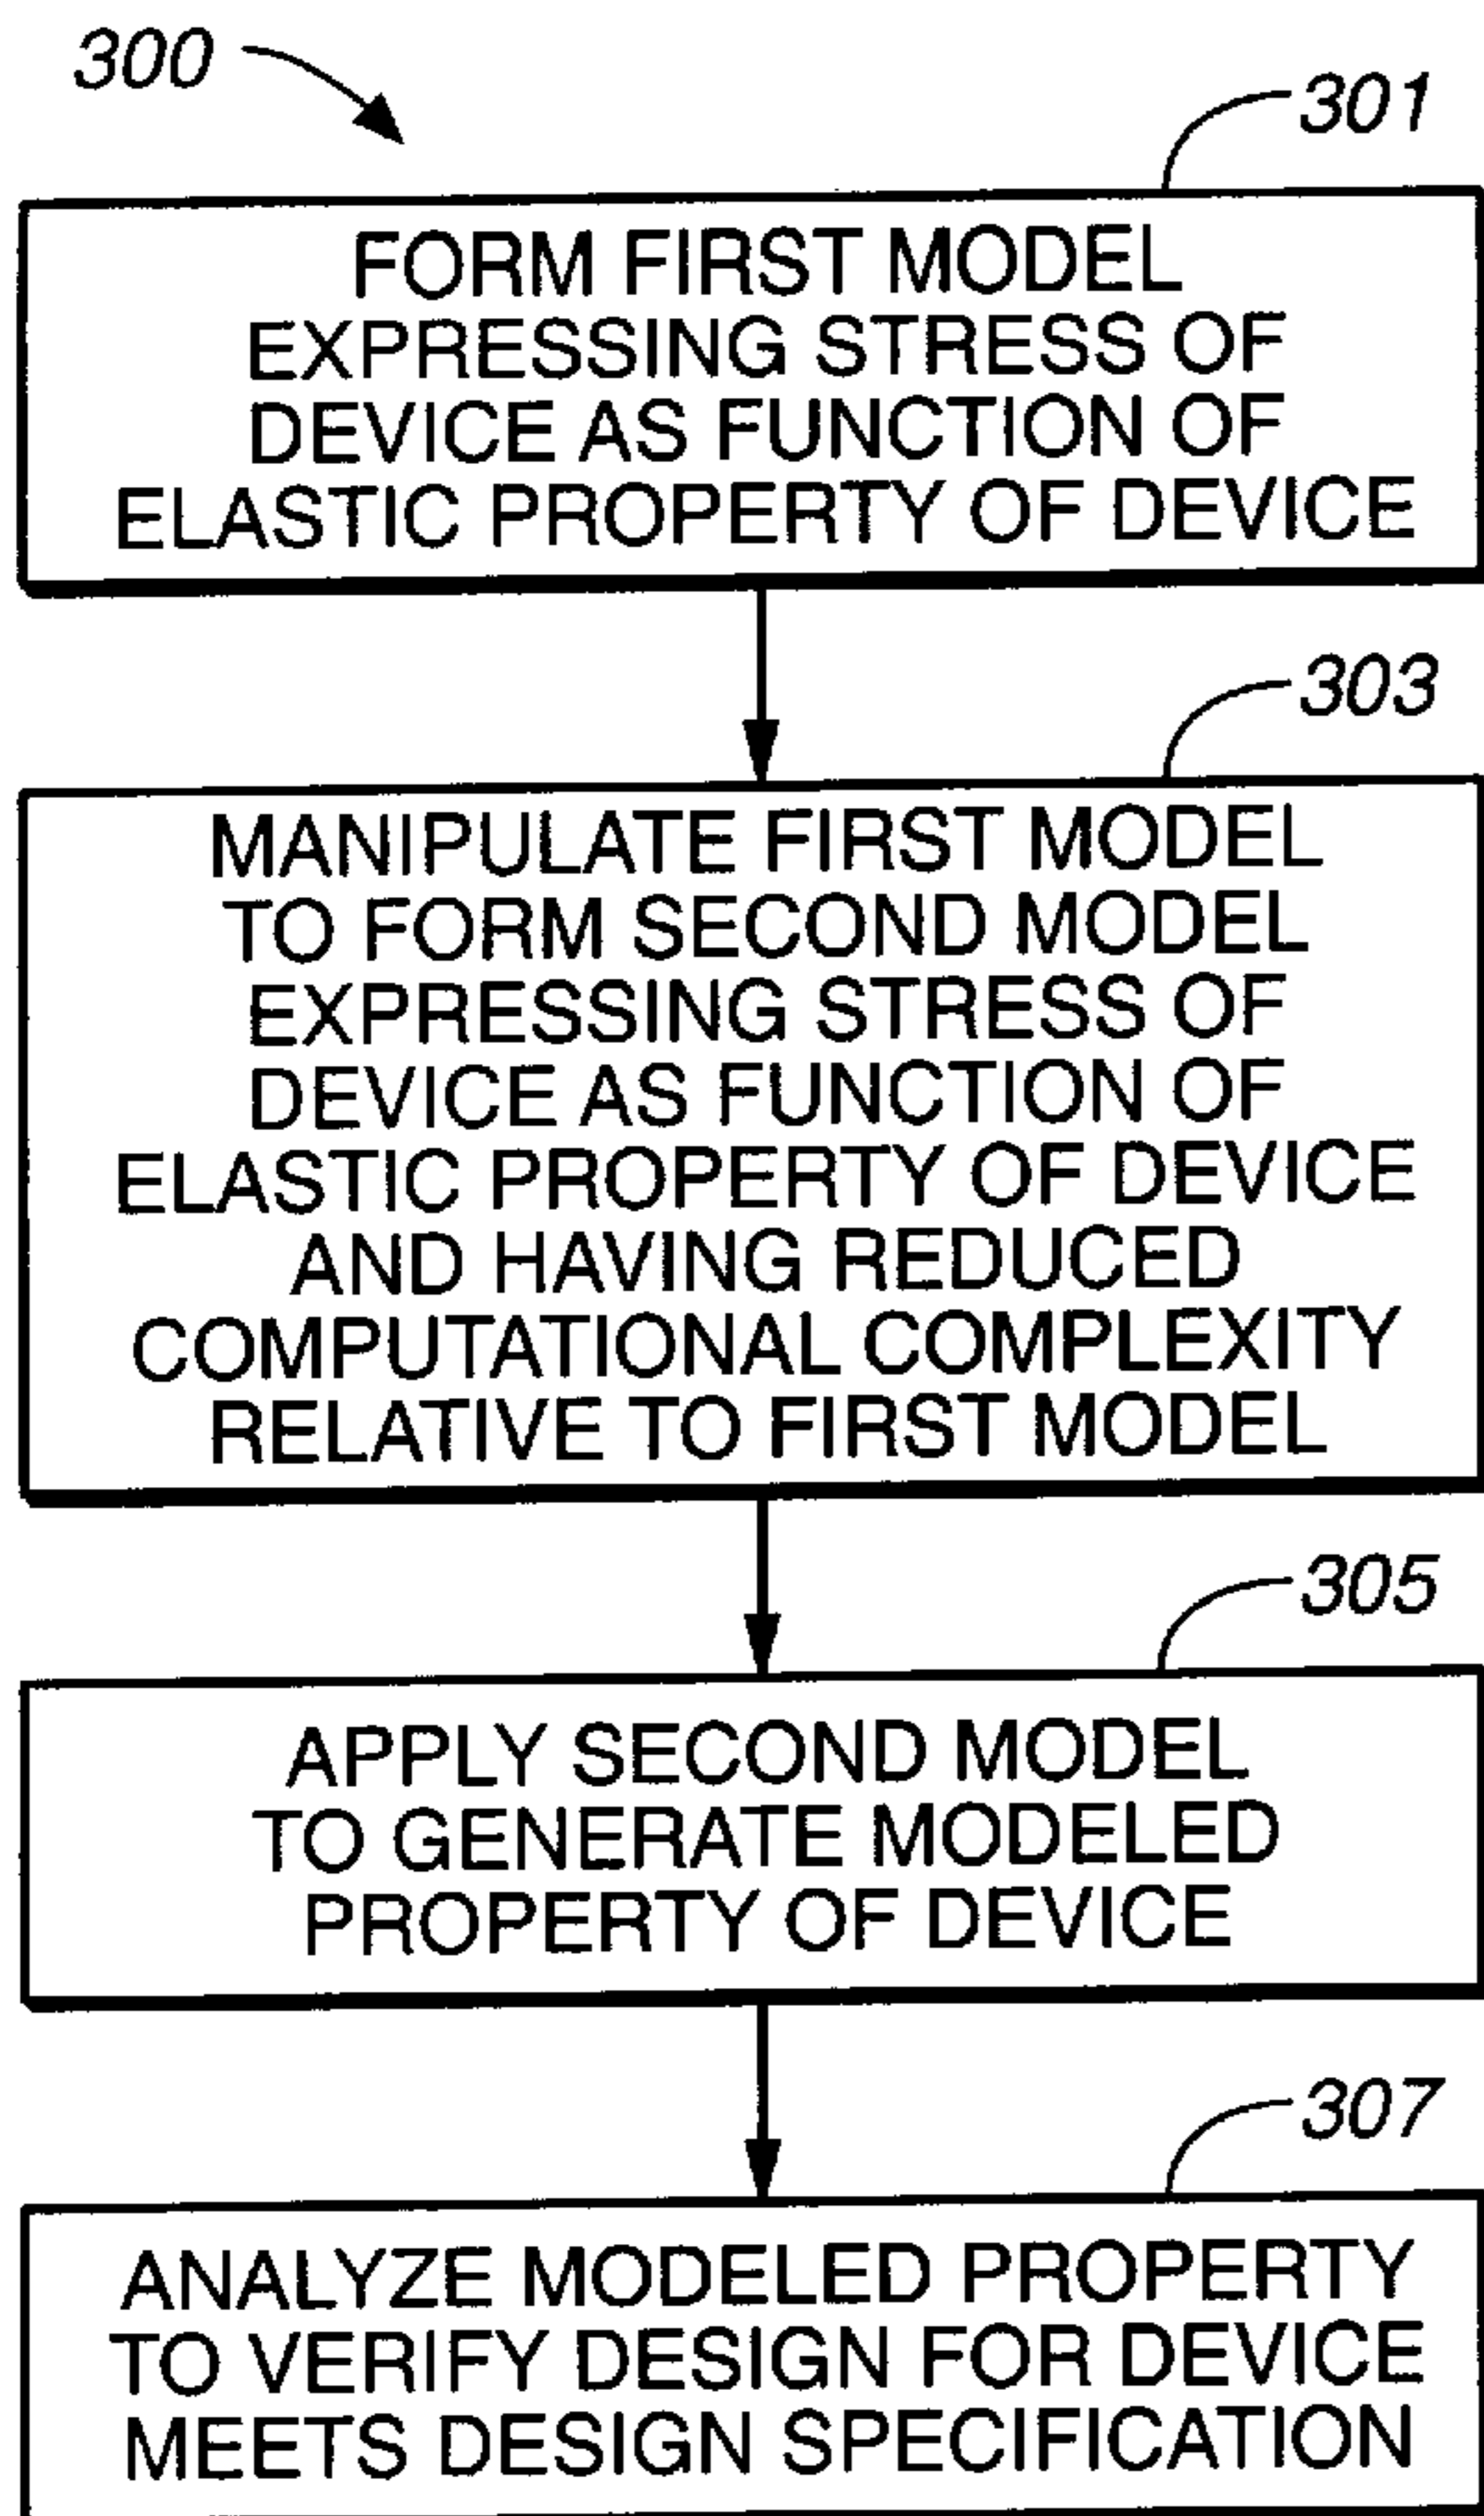 300
301
FORM FIRST MODEL
EXPRESSING STRESS OF
DEVICE AS FUNCTION OF
ELASTIC PROPERTY OF DEVICE
303
MANIPULATE FIRST MODEL
TO FORM SECOND MODEL
EXPRESSING STRESS OF
DEVICE AS FUNCTION OF
ELASTIC PROPERTY OF DEVICE
AND HAVING REDUCED
COMPUTATIONAL COMPLEXITY
RELATIVE TO FIRST MODEL
305
APPLY SECOND MODEL
TO GENERATE MODELED
PROPERTY OF DEVICE
307
ANALYZE MODELED PROPERTY
TO VERIFY DESIGN FOR DEVICE
MEETS DESIGN SPECIFICATION